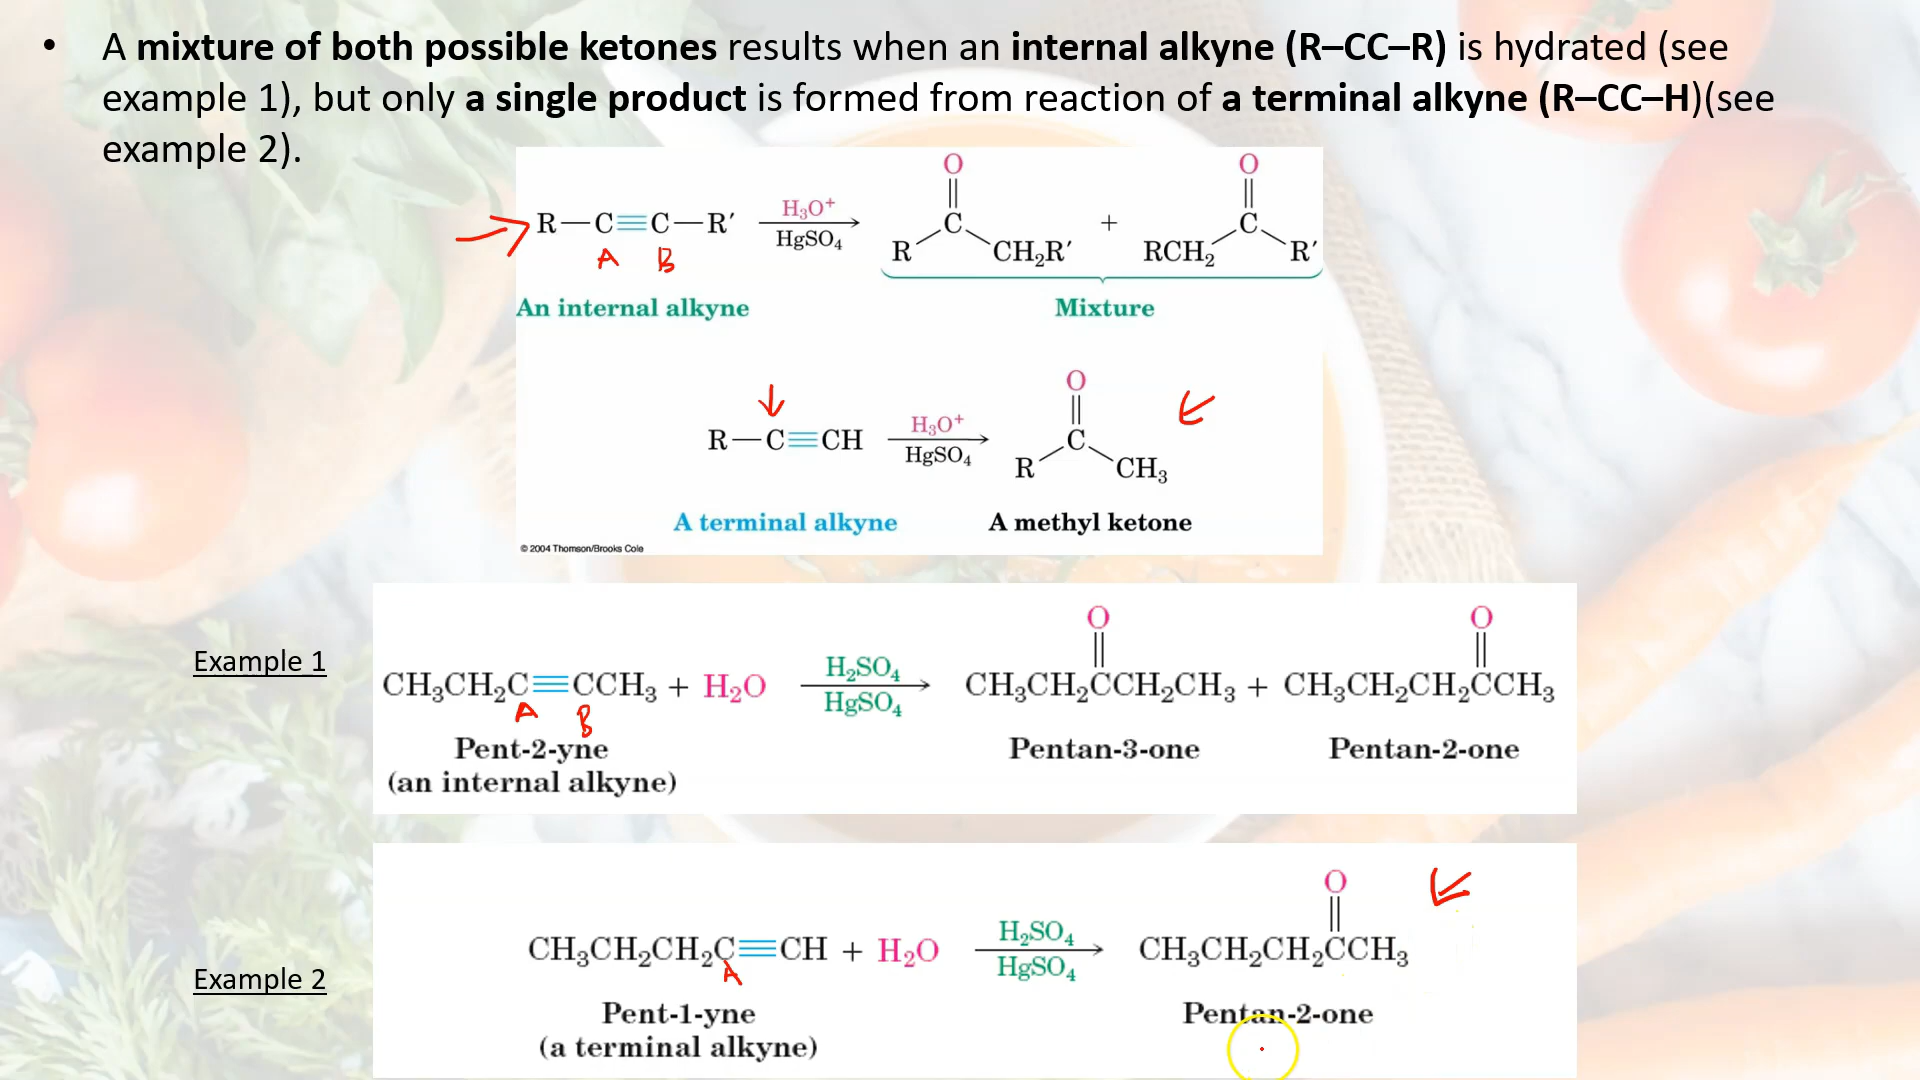 • A mixture of both possible ketones results when an internal alkyne (R–CC–R) is hydrated (see
example 1), but only a single product is formed from reaction of a terminal alkyne (R–CC–H)(see
example 2).
O O
R—C≡C—R′ H₃O⁺ HgSO₄ C + C
R CH₂R′ RCH₂ R′
A B
An internal alkyne Mixture
O
R—C≡CH H₃O⁺ HgSO₄ C
R CH₃
A terminal alkyne A methyl ketone
© 2004 Thomson/Brooks Cole
O O
Example 1
CH₃CH₂C≡CCH₃ + H₂O H₂SO₄ HgSO₄ CH₃CH₂CCH₂CH₃ + CH₃CH₂CH₂CCH₃
A B
Pent-2-yne Pentan-3-one Pentan-2-one
(an internal alkyne)
O
CH₃CH₂CH₂C≡CH + H₂O H₂SO₄ HgSO₄ CH₃CH₂CH₂CCH₃
A
Example 2
Pent-1-yne Pentan-2-one
(a terminal alkyne)